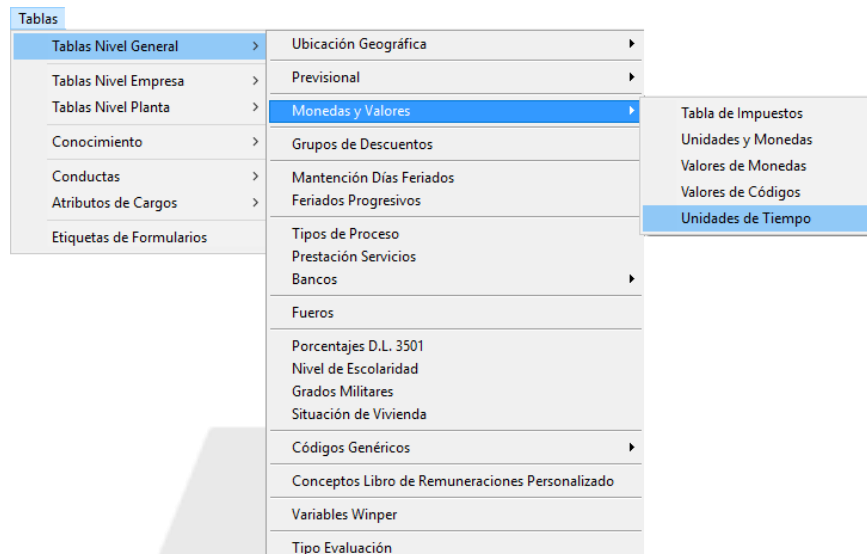 Tablas
Tablas Nivel General
Tablas Nivel Empresa
Tablas Nivel Planta
Conocimiento
Conductas
Atributos de Cargos
Etiquetas de Formularios
Ubicación Geográfica
Previsional
Monedas y Valores
Grupos de Descuentos
Mantención Días Feriados
Feriados Progresivos
Tipos de Proceso
Prestación Servicios
Bancos
Fueros
Porcentajes D.L. 3501
Nivel de Escolaridad
Grados Militares
Situación de Vivienda
Códigos Genéricos
Conceptos Libro de Remuneraciones Personalizado
Variables Winper
Tipo Evaluación
Tabla de Impuestos
Unidades y Monedas
Valores de Monedas
Valores de Códigos
Unidades de Tiempo